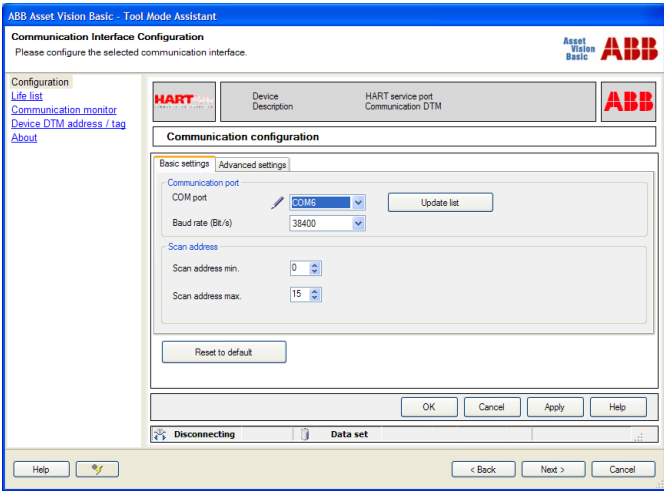 ABB Asset Vision Basic - Tool Mode Assistant
Communication Interface Configuration
Please configure the selected communication interface.
Asset
Vision
Basic
ABB
Configuration
Life list
Communication monitor
Device DTM address / tag
About
HART
Device HART service port
Description Communication DTM
ABB
Communication configuration
Basic settings Advanced settings
Communication port
COM port COM6 Update list
Baud rate (Bit/s) 38400
Scan address
Scan address min. 0
Scan address max. 15
Reset to default
OK Cancel Apply Help
Disconnecting Data set
Help < Back Next > Cancel